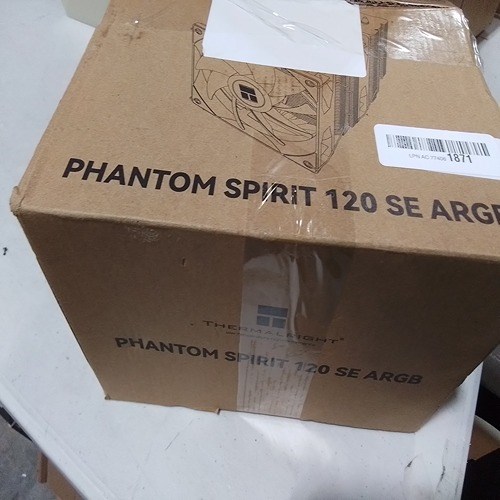 1871
PHANTOM SPIRIT 120 SE ARGB
THERMALRIGHT
PHANTOM SPIRIT 120 SE ARGB